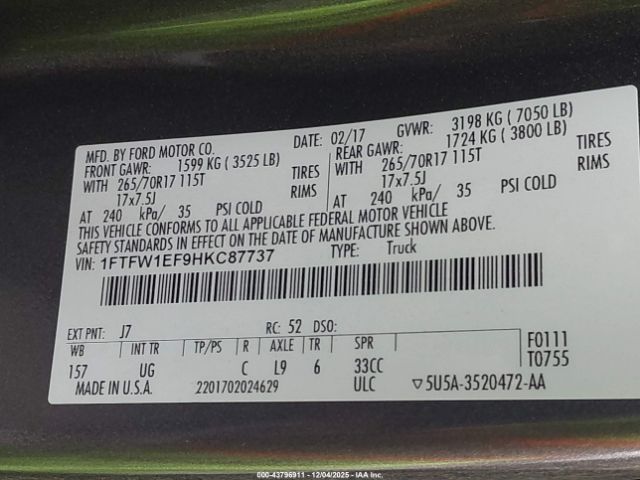 MFD. BY FORD MOTOR CO. DATE: 02/17 GVWR: 3198 KG ( 7050 LB)
FRONT GAWR: 1599 KG ( 3525 LB) REAR GAWR: 1724 KG ( 3800 LB)
WITH 265/70R17 115T TIRES WITH 265/70R17 115T TIRES
17x7.5J RIMS 17x7.5J RIMS
AT 240 kPa/ 35 PSI COLD AT 240 kPa/ 35 PSI COLD
THIS VEHICLE CONFORMS TO ALL APPLICABLE FEDERAL MOTOR VEHICLE
SAFETY STANDARDS IN EFFECT ON THE DATE OF MANUFACTURE SHOWN ABOVE.
VIN: 1FTFW1EF9HKC87737 TYPE: Truck
EXT PNT: J7 RC: 52 DSO:
WB INT TR TP/PS R AXLE TR SPR F0111
157 UG C L9 6 33CC T0755
MADE IN U.S.A. 2201702024629 ULC ▽5U5A-3520472-AA
000-43796911 - 12/04/2025 - IAA, Inc.